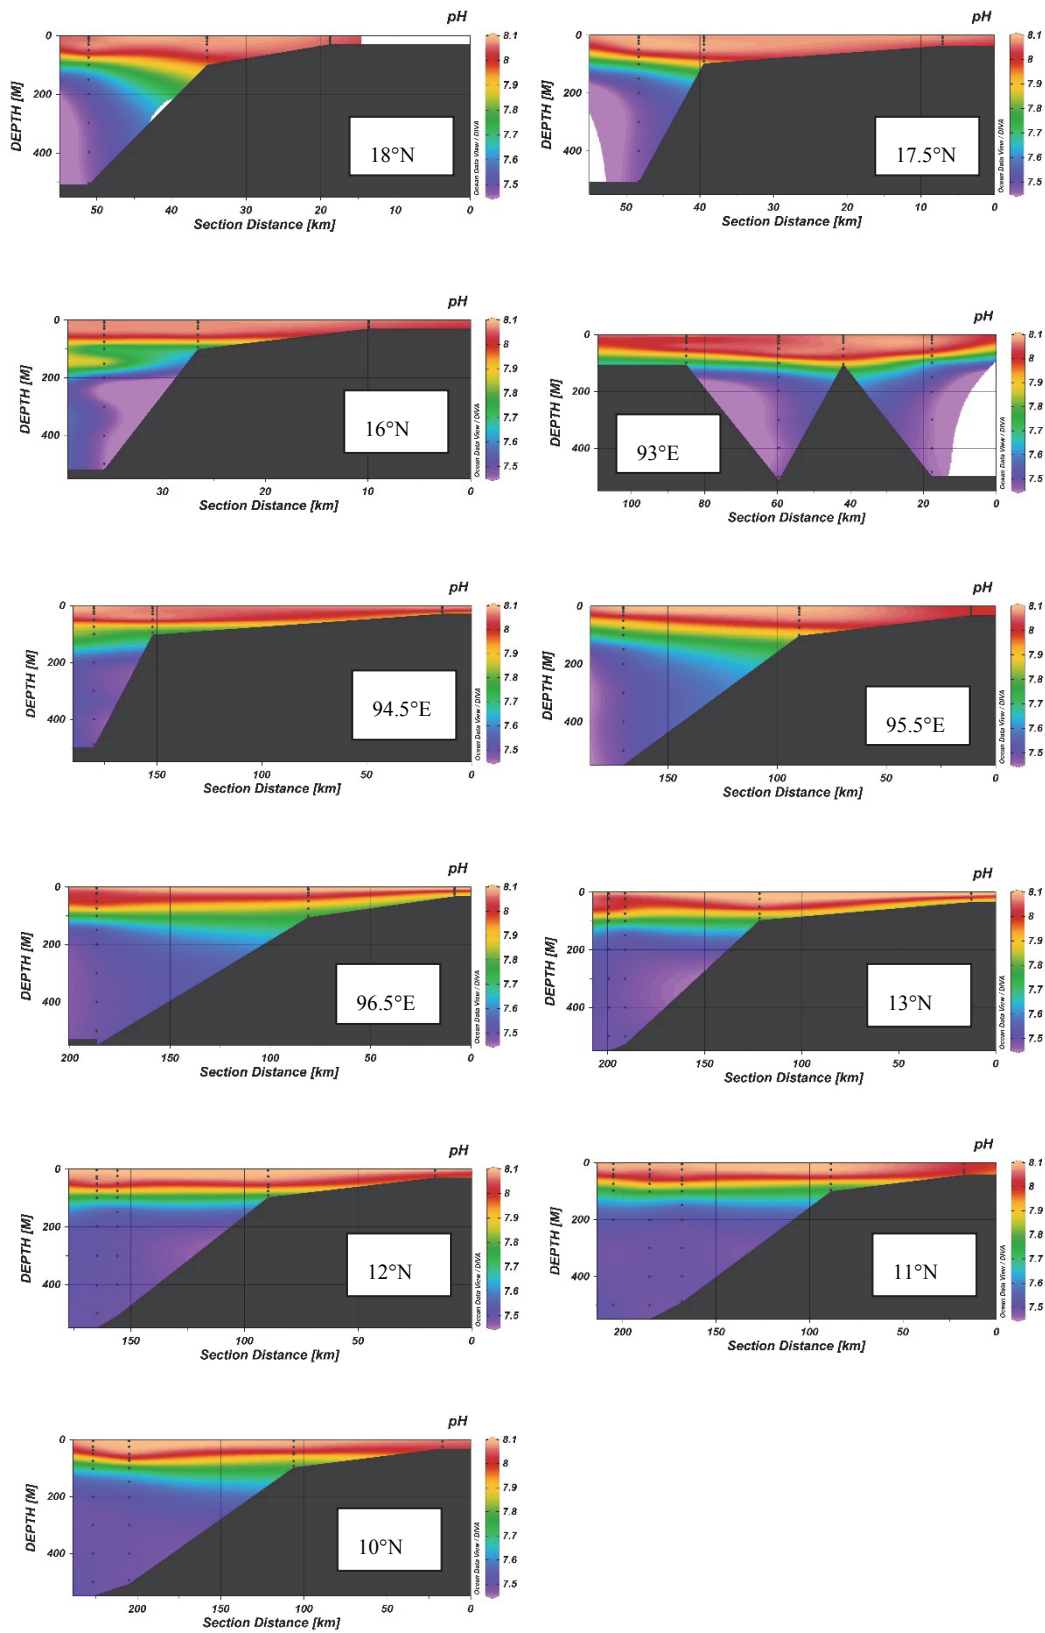 pH
0
200
400
DEPTH [M]
18°N
50
40
30
20
10
0
Section Distance [km]
8.1
8
7.9
7.8
7.7
7.6
7.5
Ocean Data View / DIVA
pH
0
200
400
DEPTH [M]
17.5°N
50
40
30
20
10
0
Section Distance [km]
8.1
8
7.9
7.8
7.7
7.6
7.5
Ocean Data View / DIVA
pH
0
200
400
DEPTH [M]
16°N
30
20
10
0
Section Distance [km]
8.1
8
7.9
7.8
7.7
7.6
7.5
Ocean Data View / DIVA
pH
0
200
400
DEPTH [M]
93°E
100
80
60
40
20
0
Section Distance [km]
8.1
8
7.9
7.8
7.7
7.6
7.5
Ocean Data View / DIVA
pH
0
200
400
DEPTH [M]
94.5°E
150
100
50
0
Section Distance [km]
8.1
8
7.9
7.8
7.7
7.6
7.5
Ocean Data View / DIVA
pH
0
200
400
DEPTH [M]
95.5°E
150
100
50
0
Section Distance [km]
8.1
8
7.9
7.8
7.7
7.6
7.5
Ocean Data View / DIVA
pH
0
200
400
DEPTH [M]
96.5°E
200
150
100
50
0
Section Distance [km]
8.1
8
7.9
7.8
7.7
7.6
7.5
Ocean Data View / DIVA
pH
0
200
400
DEPTH [M]
13°N
200
150
100
50
0
Section Distance [km]
8.1
8
7.9
7.8
7.7
7.6
7.5
Ocean Data View / DIVA
pH
0
200
400
DEPTH [M]
12°N
150
100
50
0
Section Distance [km]
8.1
8
7.9
7.8
7.7
7.6
7.5
Ocean Data View / DIVA
pH
0
200
400
DEPTH [M]
11°N
200
150
100
50
0
Section Distance [km]
8.1
8
7.9
7.8
7.7
7.6
7.5
Ocean Data View / DIVA
pH
0
200
400
DEPTH [M]
10°N
200
150
100
50
0
Section Distance [km]
8.1
8
7.9
7.8
7.7
7.6
7.5
Ocean Data View / DIVA